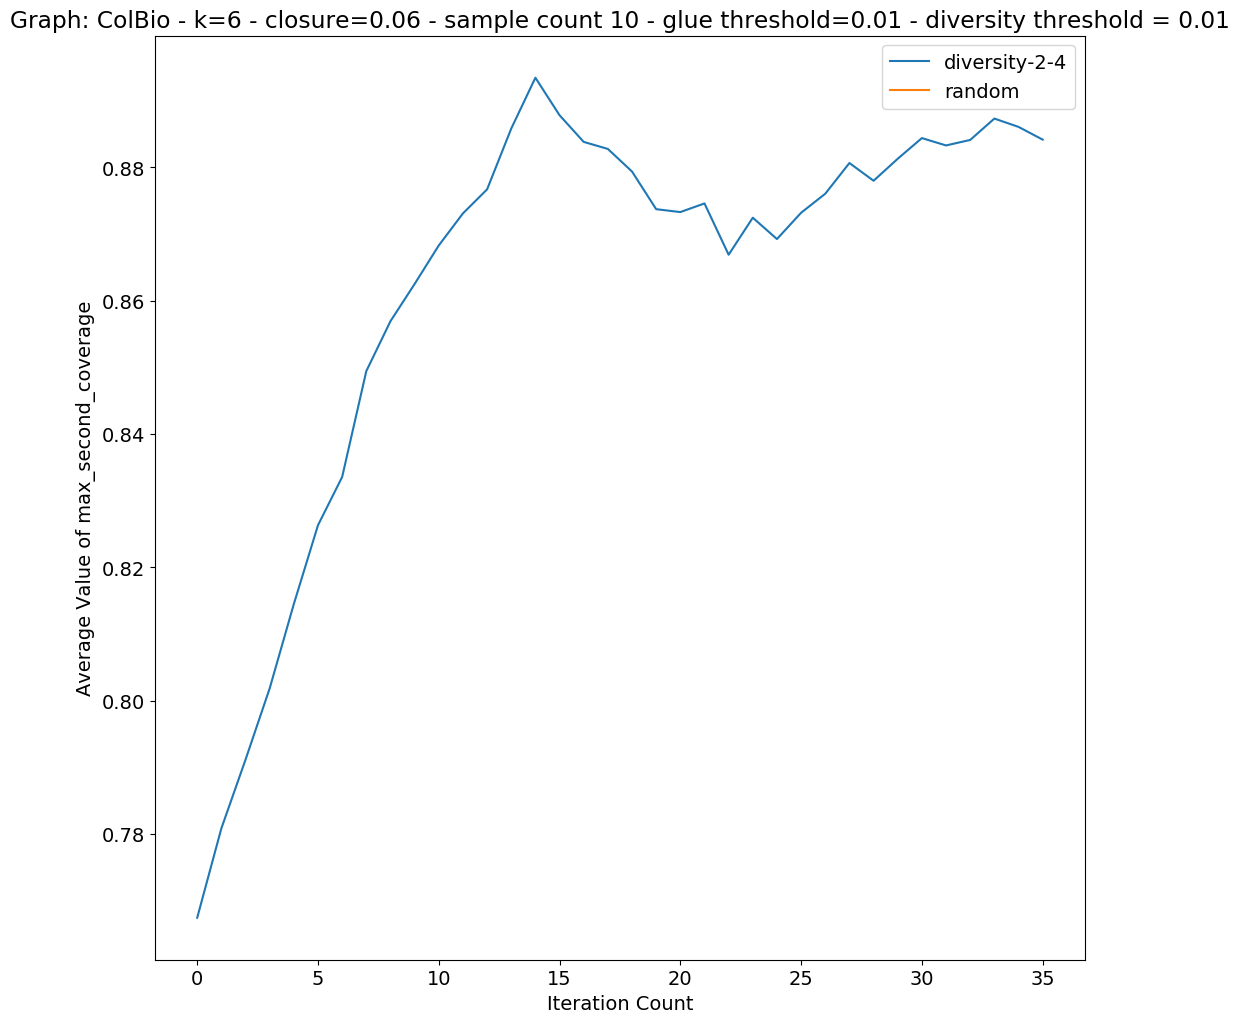 Graph: ColBio - k=6 - closure=0.06 - sample count 10 - glue threshold=0.01 - diversity threshold = 0.01
diversity-2-4
random
0.88
0.86
0.84
0.82
0.80
0.78
Average Value of max_second_coverage
0 5 10 15 20 25 30 35
Iteration Count